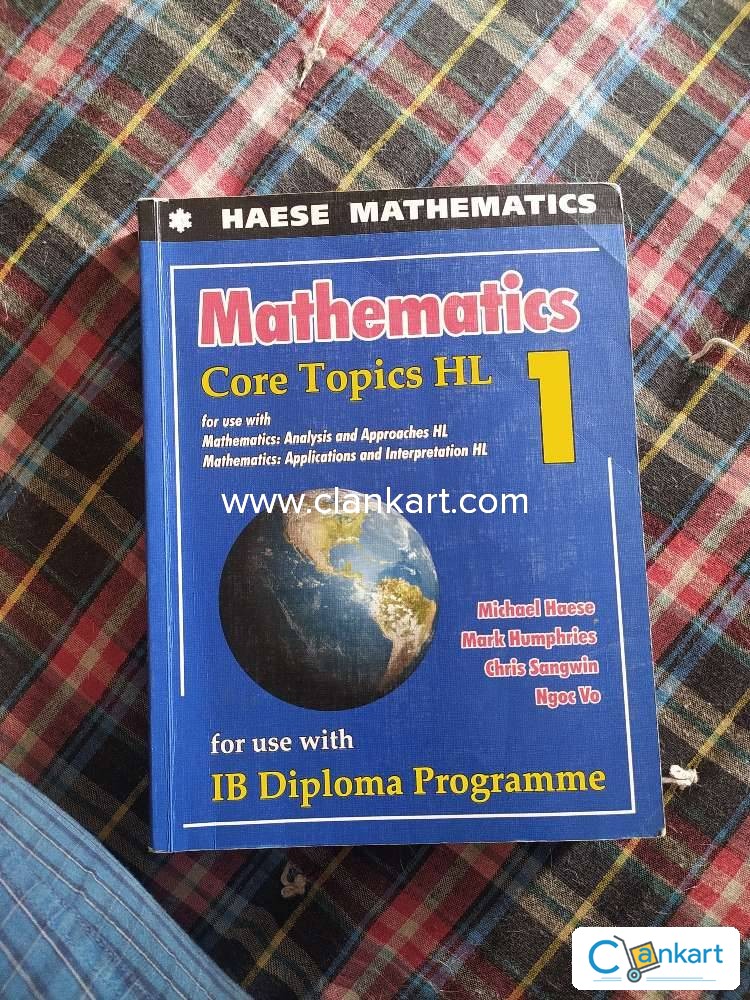 ✱ HAESE MATHEMATICS
Mathematics
Core Topics HL 1
for use with
Mathematics: Analysis and Approaches HL
Mathematics: Applications and Interpretation HL
www.clankart.com
Michael Haese
Mark Humphries
Chris Sangwin
Ngoc Vo
for use with
IB Diploma Programme
Clankart